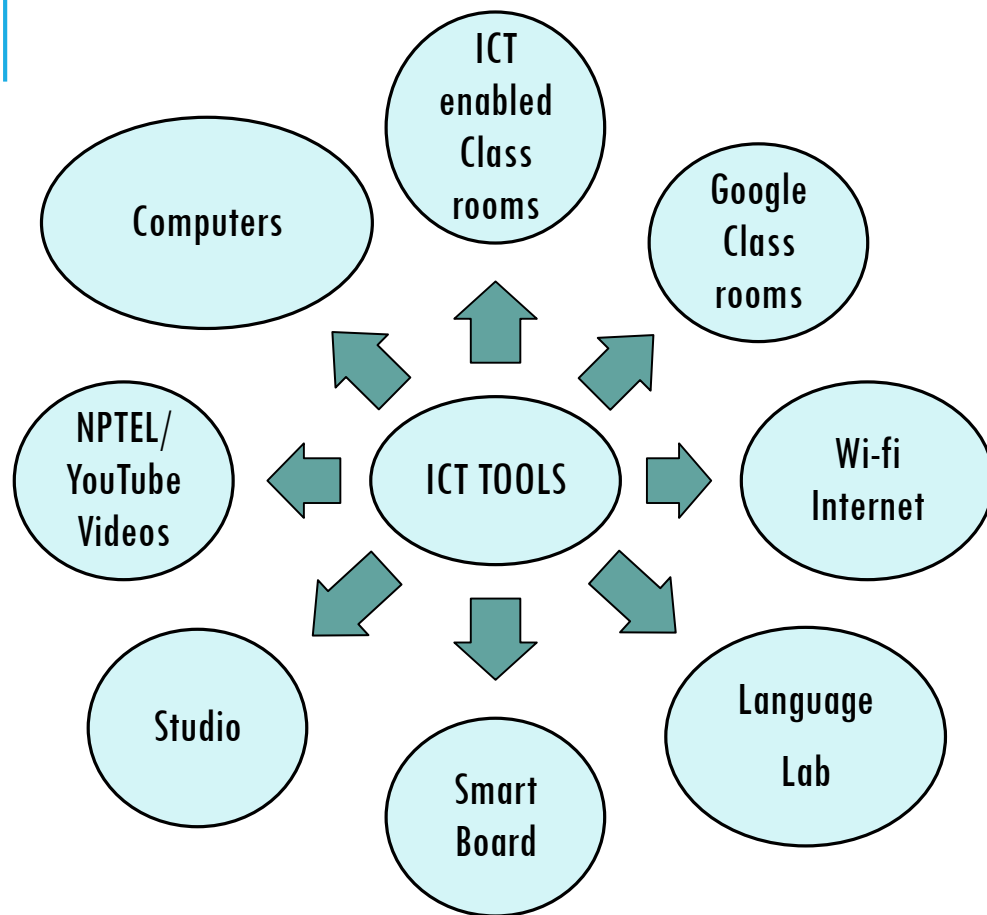 ICT
enabled
Class
rooms
Computers
Google
Class
rooms
NPTEL/
YouTube
Videos
ICT TOOLS
Wi-fi
Internet
Studio
Smart
Board
Language
Lab